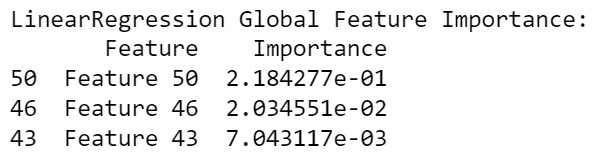 LinearRegression Global Feature Importance:
Feature Importance
50 Feature 50 2.184277e-01
46 Feature 46 2.034551e-02
43 Feature 43 7.043117e-03